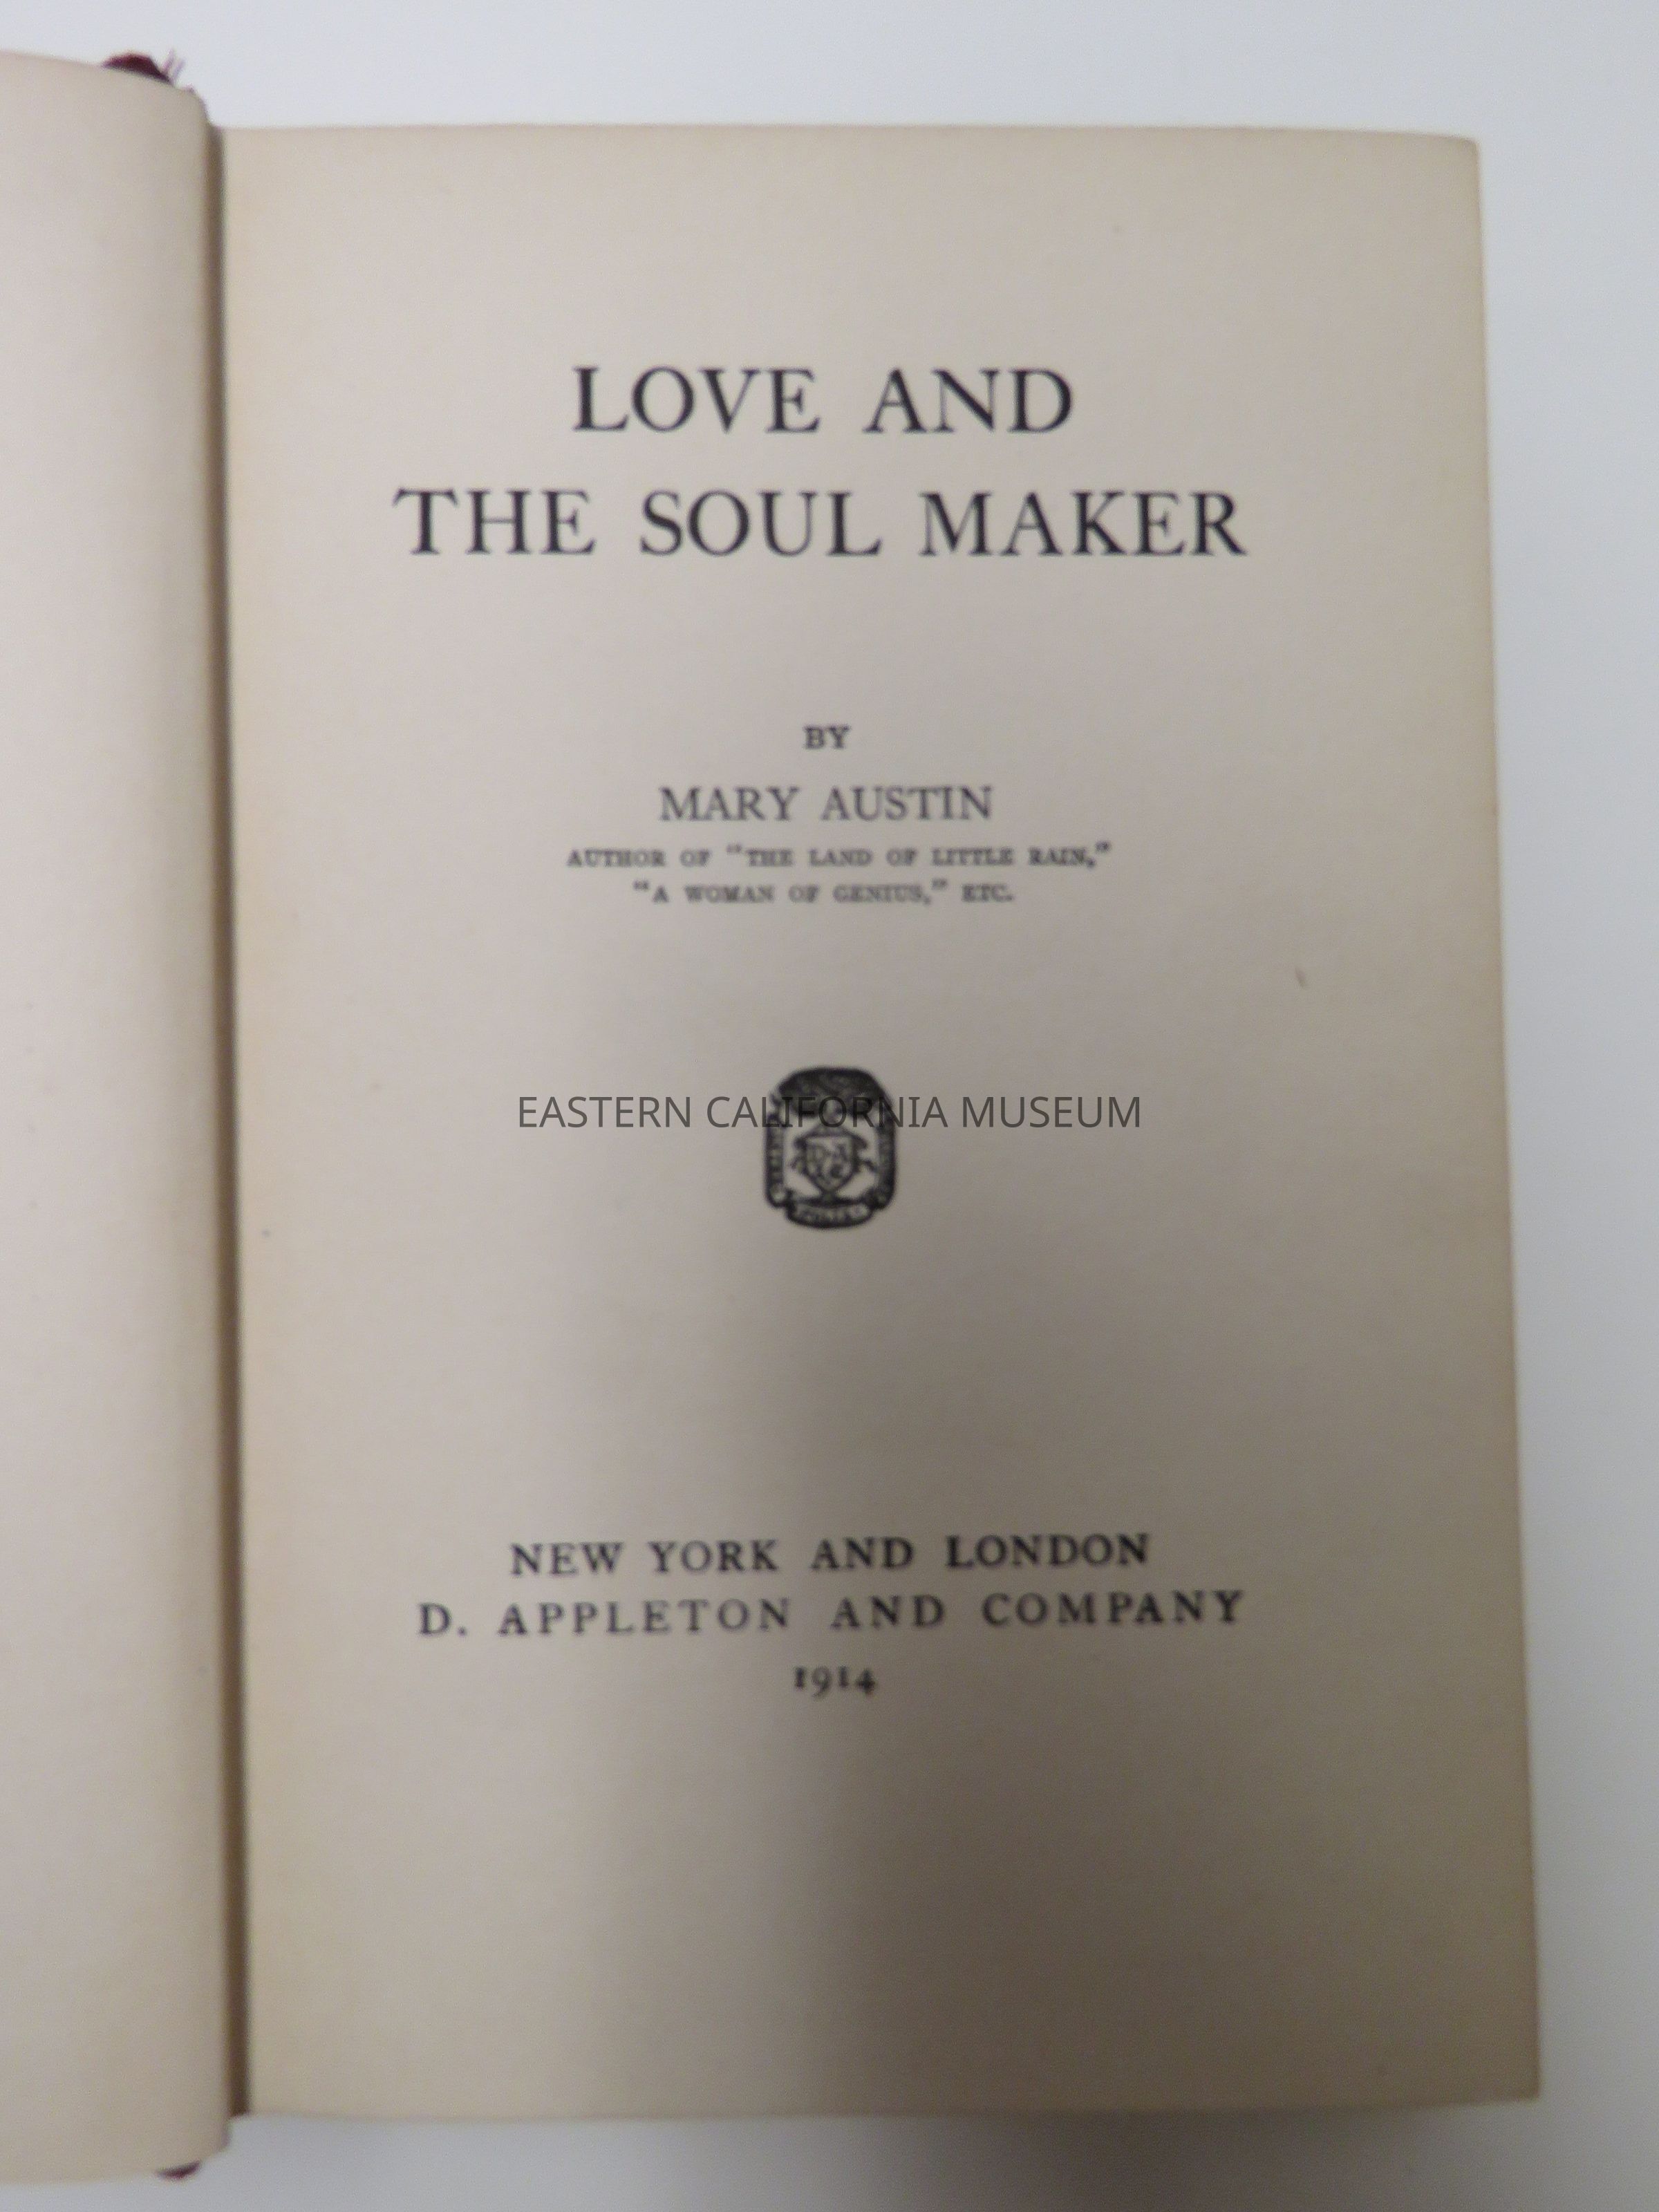 LOVE AND
THE SOUL MAKER
BY
MARY AUSTIN
AUTHOR OF "THE LAND OF LITTLE RAIN,"
"A WOMAN OF GENIUS," ETC.
EASTERN CALIFORNIA MUSEUM
NEW YORK AND LONDON
D. APPLETON AND COMPANY
1914